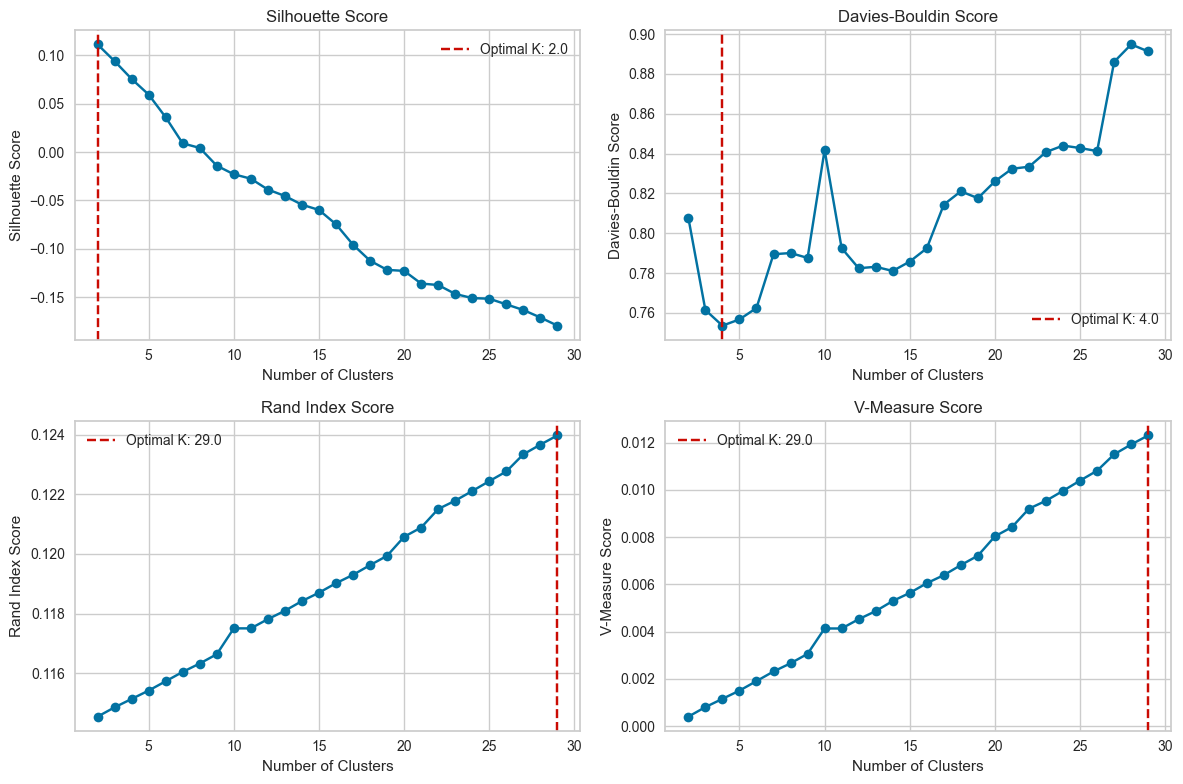 Silhouette Score
Silhouette Score
0.10
0.05
0.00
−0.05
−0.10
−0.15
Optimal K: 2.0
5 10 15 20 25 30
Number of Clusters
Davies-Bouldin Score
Davies-Bouldin Score
0.90
0.88
0.86
0.84
0.82
0.80
0.78
0.76
Optimal K: 4.0
5 10 15 20 25 30
Number of Clusters
Rand Index Score
Rand Index Score
0.124
0.122
0.120
0.118
0.116
Optimal K: 29.0
5 10 15 20 25 30
Number of Clusters
V-Measure Score
V-Measure Score
0.012
0.010
0.008
0.006
0.004
0.002
0.000
Optimal K: 29.0
5 10 15 20 25 30
Number of Clusters